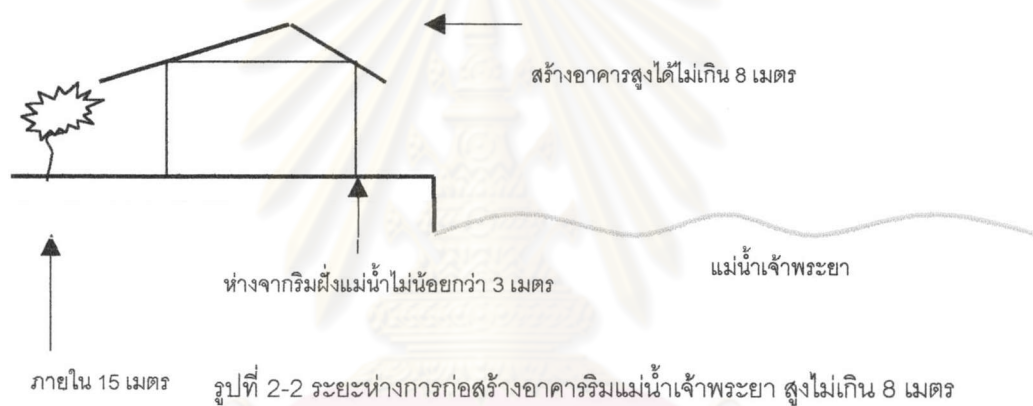 สร้างอาคารสูงได้ไม่เกิน 8 เมตร
แม่น้ำเจ้าพระยา
ห่างจากริมฝั่งแม่น้ำไม่น้อยกว่า 3 เมตร
ภายใน 15 เมตร
รูปที่ 2-2 ระยะห่างการก่อสร้างอาคารริมแม่น้ำเจ้าพระยา สูงไม่เกิน 8 เมตร